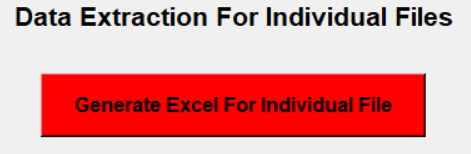 Data Extraction For Individual Files
Generate Excel For Individual File